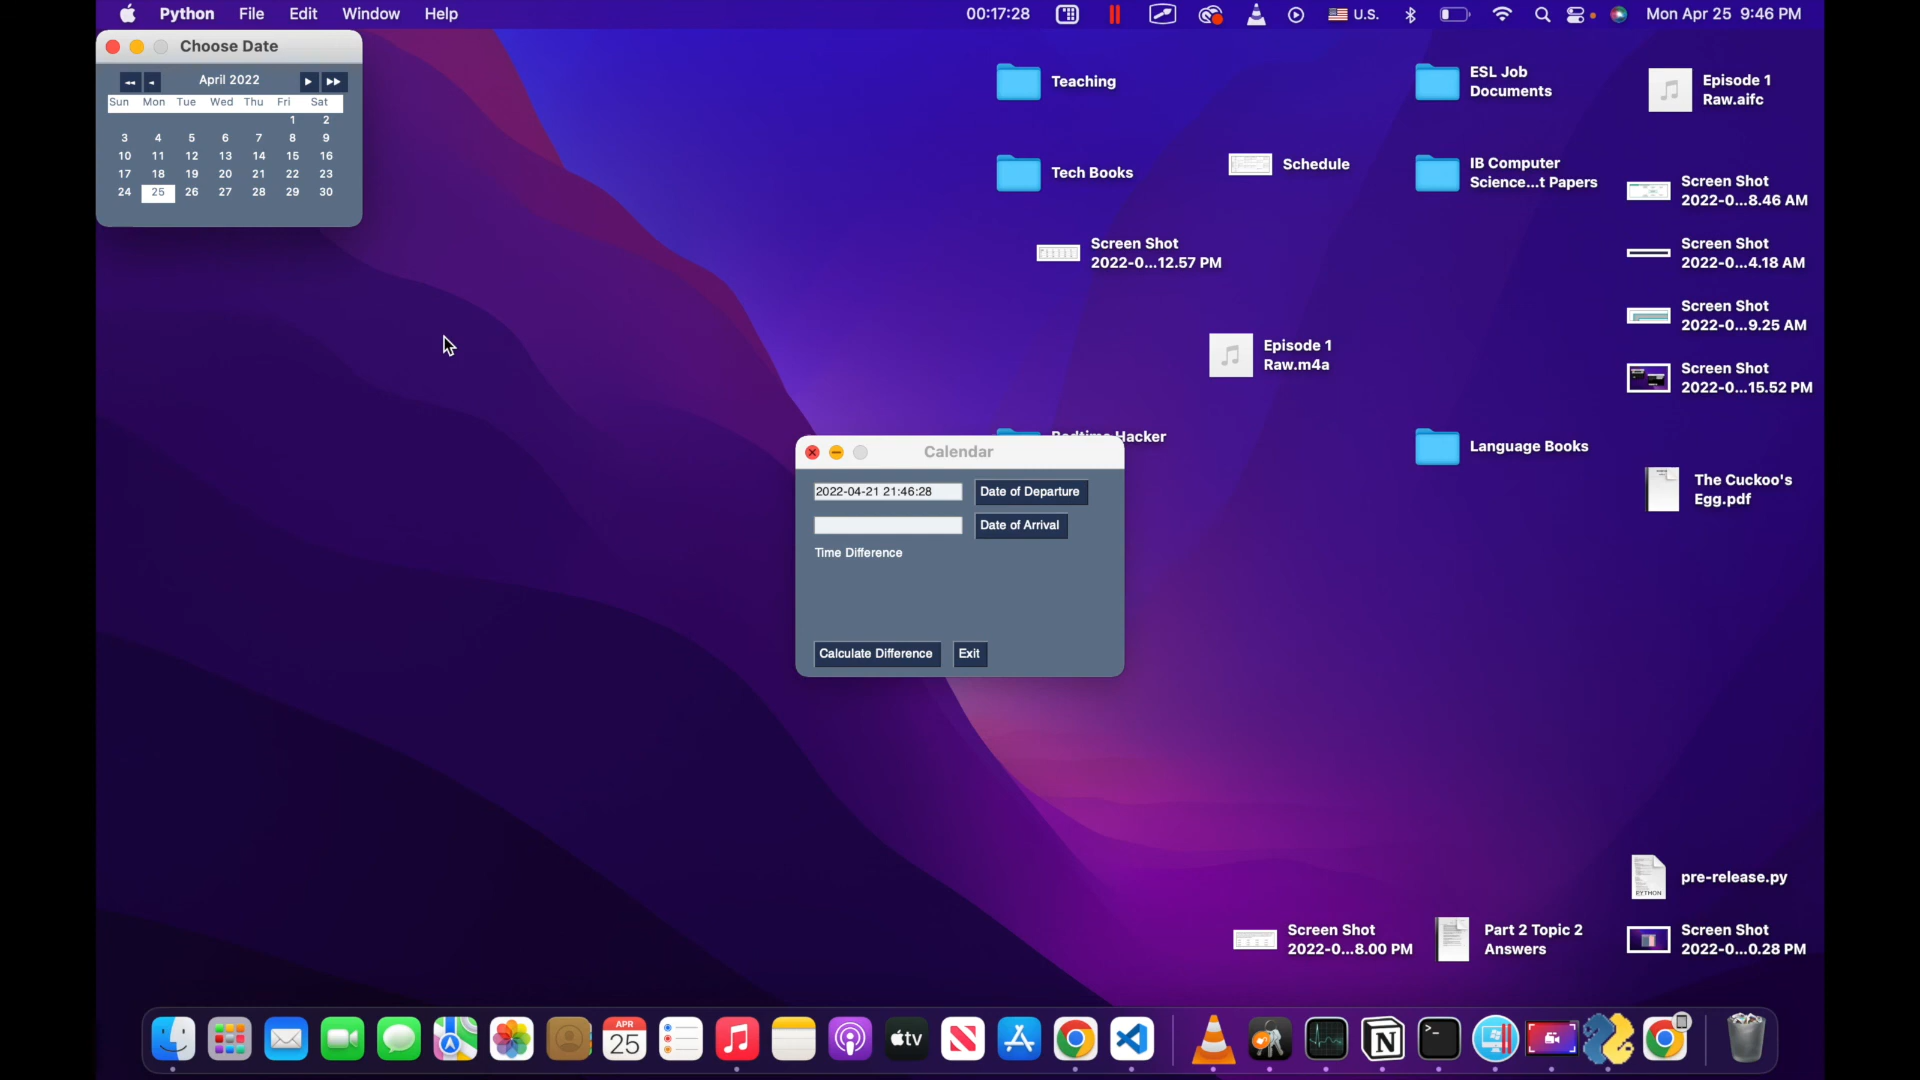 Python File Edit Window Help
00:17:28 U.S. Mon Apr 25 9:46 PM
Choose Date
April 2022
Sun Mon Tue Wed Thu Fri Sat
1 2
3 4 5 6 7 8 9
10 11 12 13 14 15 16
17 18 19 20 21 22 23
24 25 26 27 28 29 30
Teaching
ESL Job
Documents
Episode 1
Raw.aifc
Tech Books
Schedule
IB Computer
Science...t Papers
Screen Shot
2022-0...8.46 AM
Screen Shot
2022-0...12.57 PM
Screen Shot
2022-0...4.18 AM
Screen Shot
2022-0...9.25 AM
Episode 1
Raw.m4a
Screen Shot
2022-0...15.52 PM
Hacker
Language Books
The Cuckoo's
Egg.pdf
Calendar
2022-04-21 21:46:28 Date of Departure
Date of Arrival
Time Difference
Calculate Difference Exit
pre-release.py
PYTHON
Screen Shot
2022-0...8.00 PM
Part 2 Topic 2
Answers
Screen Shot
2022-0...0.28 PM
APR
25
tv